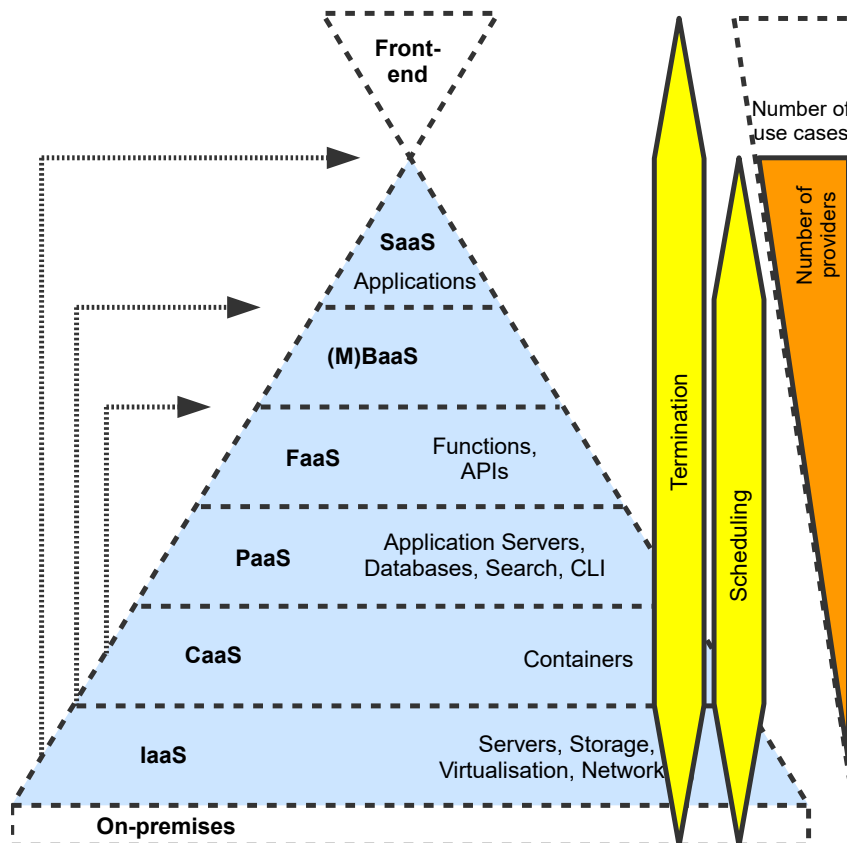 Front-
end
Number of
use cases
SaaS
Applications
Number of
providers
(M)BaaS
Termination
FaaS
Functions,
APIs
Scheduling
PaaS
Application Servers,
Databases, Search, CLI
CaaS
Containers
IaaS
Servers, Storage,
Virtualisation, Network
On-premises